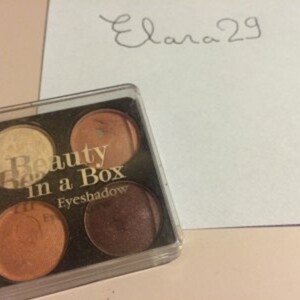 Elara29
Beauty
in a Box
Eyeshadow